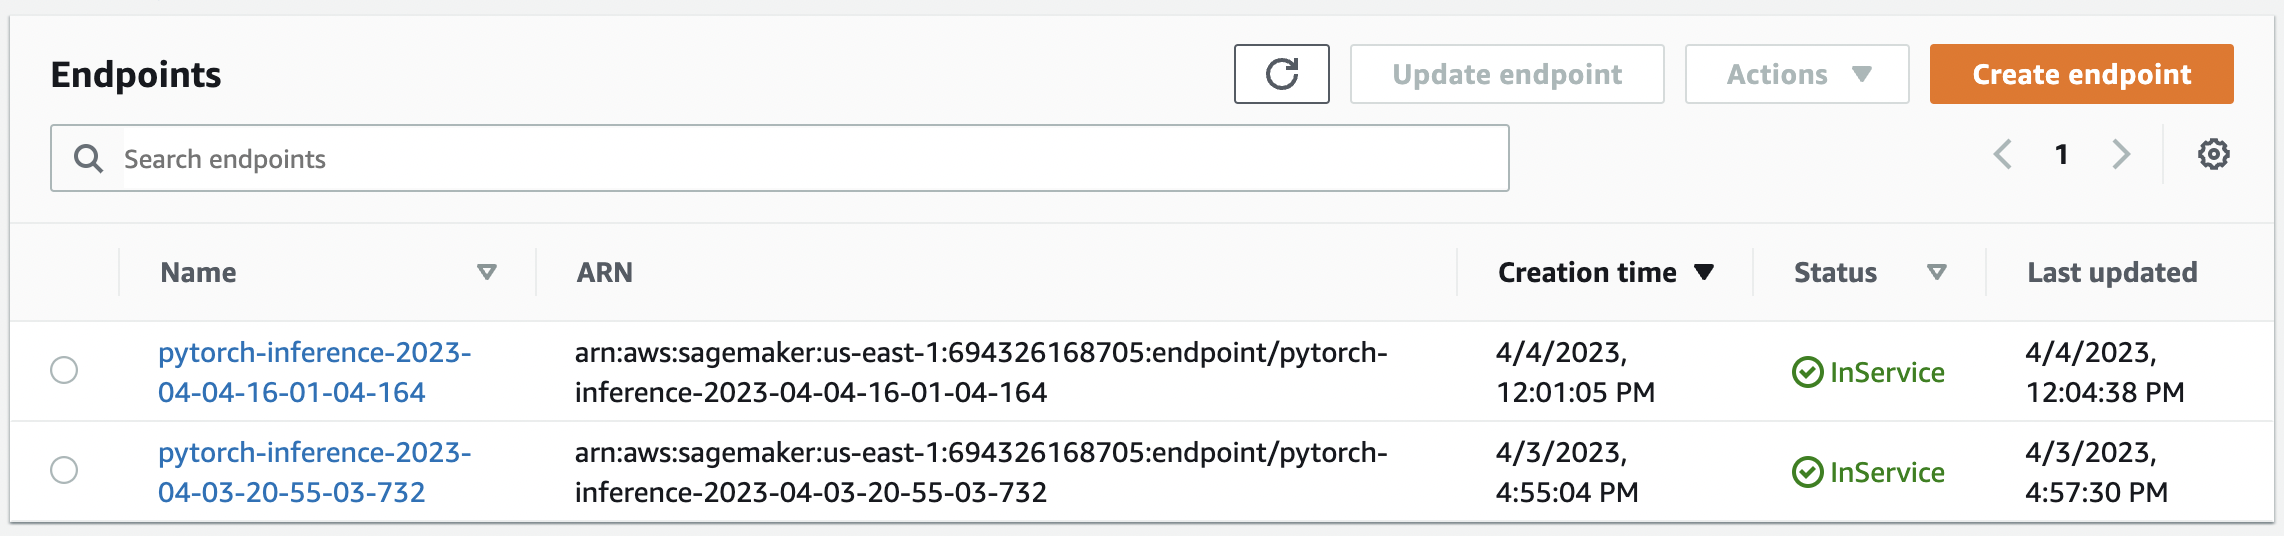 Endpoints
Update endpoint
Actions
Create endpoint
Search endpoints
1
Name
ARN
Creation time
Status
Last updated
pytorch-inference-2023-
04-04-16-01-04-164
arn:aws:sagemaker:us-east-1:694326168705:endpoint/pytorch-
inference-2023-04-04-16-01-04-164
4/4/2023,
12:01:05 PM
InService
4/4/2023,
12:04:38 PM
pytorch-inference-2023-
04-03-20-55-03-732
arn:aws:sagemaker:us-east-1:694326168705:endpoint/pytorch-
inference-2023-04-03-20-55-03-732
4/3/2023,
4:55:04 PM
InService
4/3/2023,
4:57:30 PM